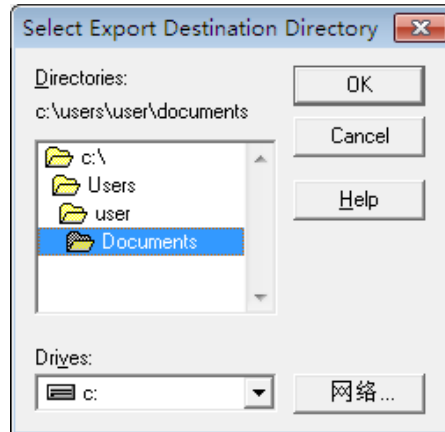 Select Export Destination Directory
Directories:
c:\users\user\documents
OK
Cancel
c:\
Users
Help
user
Documents
Drives:
c:
网络...